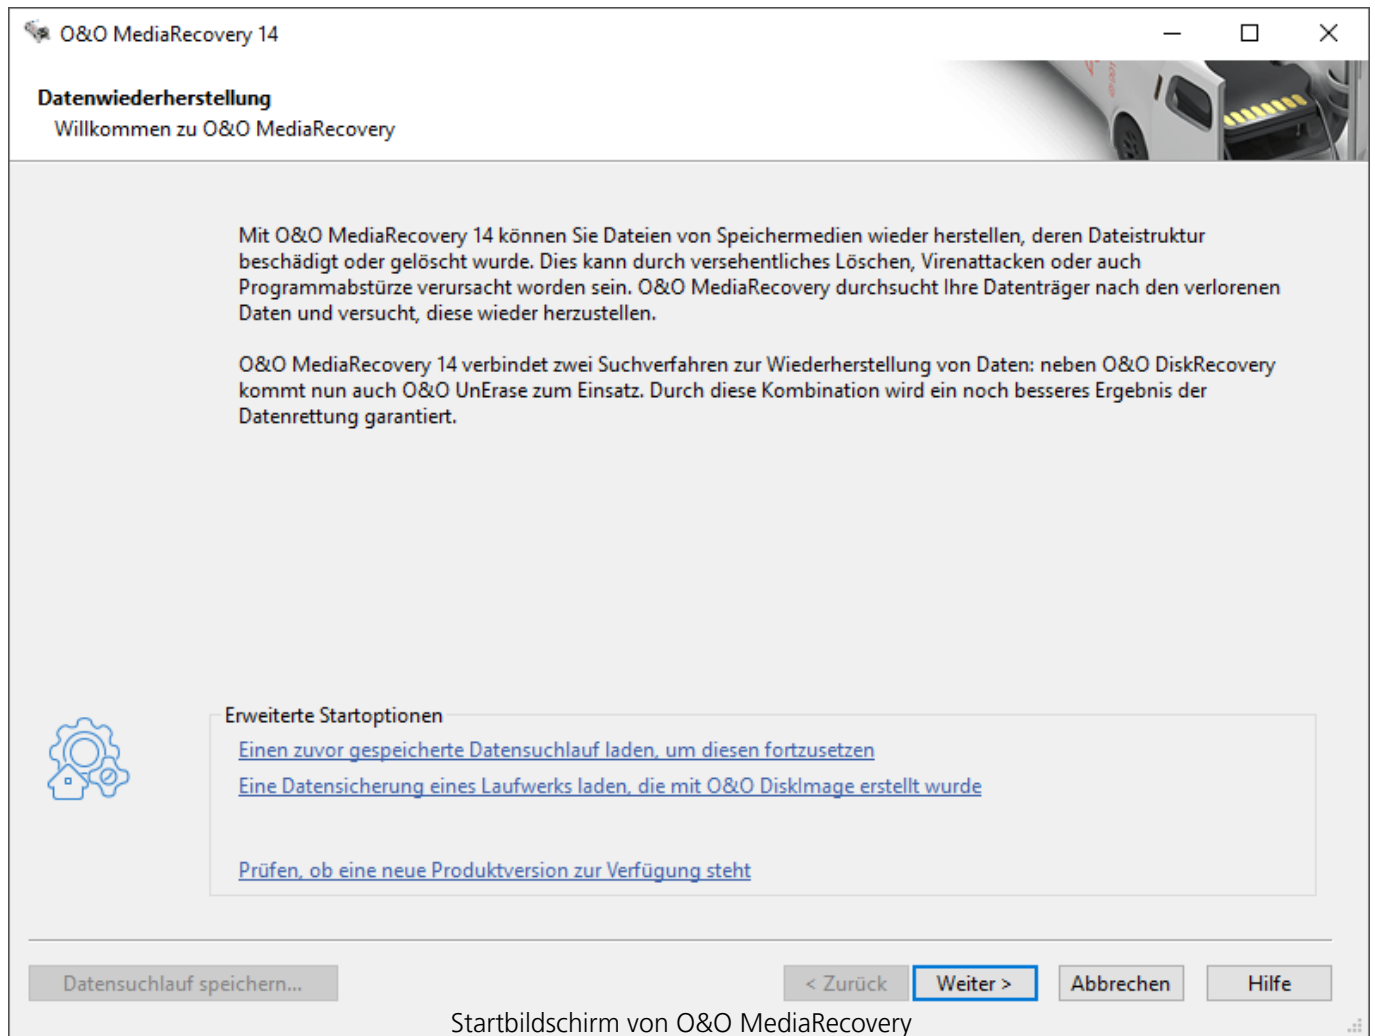 O&O MediaRecovery 14
Datenwiederherstellung
Willkommen zu O&O MediaRecovery
Mit O&O MediaRecovery 14 können Sie Dateien von Speichermedien wieder herstellen, deren Dateistruktur
beschädigt oder gelöscht wurde. Dies kann durch versehentliches Löschen, Virenattacken oder auch
Programmabstürze verursacht worden sein. O&O MediaRecovery durchsucht Ihre Datenträger nach den verlorenen
Daten und versucht, diese wieder herzustellen.
O&O MediaRecovery 14 verbindet zwei Suchverfahren zur Wiederherstellung von Daten: neben O&O DiskRecovery
kommt nun auch O&O UnErase zum Einsatz. Durch diese Kombination wird ein noch besseres Ergebnis der
Datenrettung garantiert.
Erweiterte Startoptionen
Einen zuvor gespeicherte Datensuchlauf laden, um diesen fortzusetzen
Eine Datensicherung eines Laufwerks laden, die mit O&O DiskImage erstellt wurde
Prüfen, ob eine neue Produktversion zur Verfügung steht
Datensuchlauf speichern... < Zurück Weiter > Abbrechen Hilfe
Startbildschirm von O&O MediaRecovery